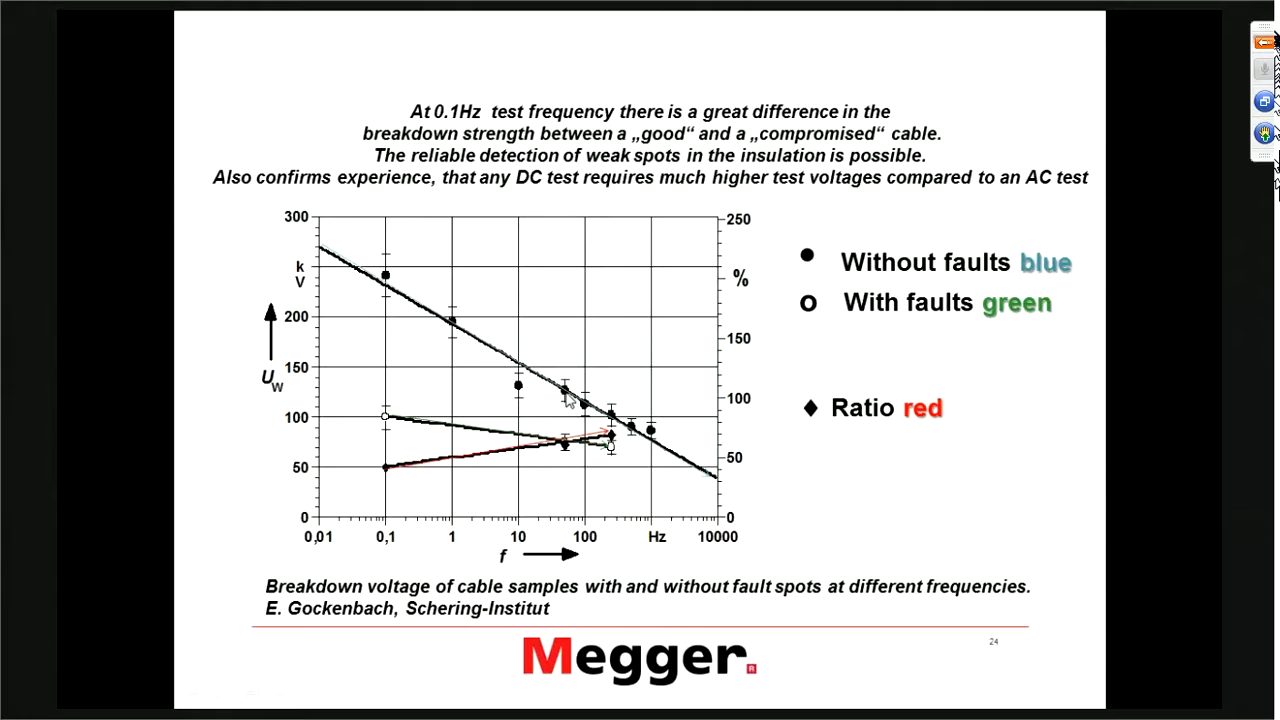 At 0.1Hz test frequency there is a great difference in the
breakdown strength between a „good“ and a „compromised“ cable.
The reliable detection of weak spots in the insulation is possible.
Also confirms experience, that any DC test requires much higher test voltages compared to an AC test
300
250
k
V
%
200
150
150
U W
100
100
50
50
0
0
0,01
0,1
1
10
100
Hz
10000
f
Without faults blue
With faults green
Ratio red
Breakdown voltage of cable samples with and without fault spots at different frequencies.
E. Gockenbach, Schering-Institut
24
Megger.
R